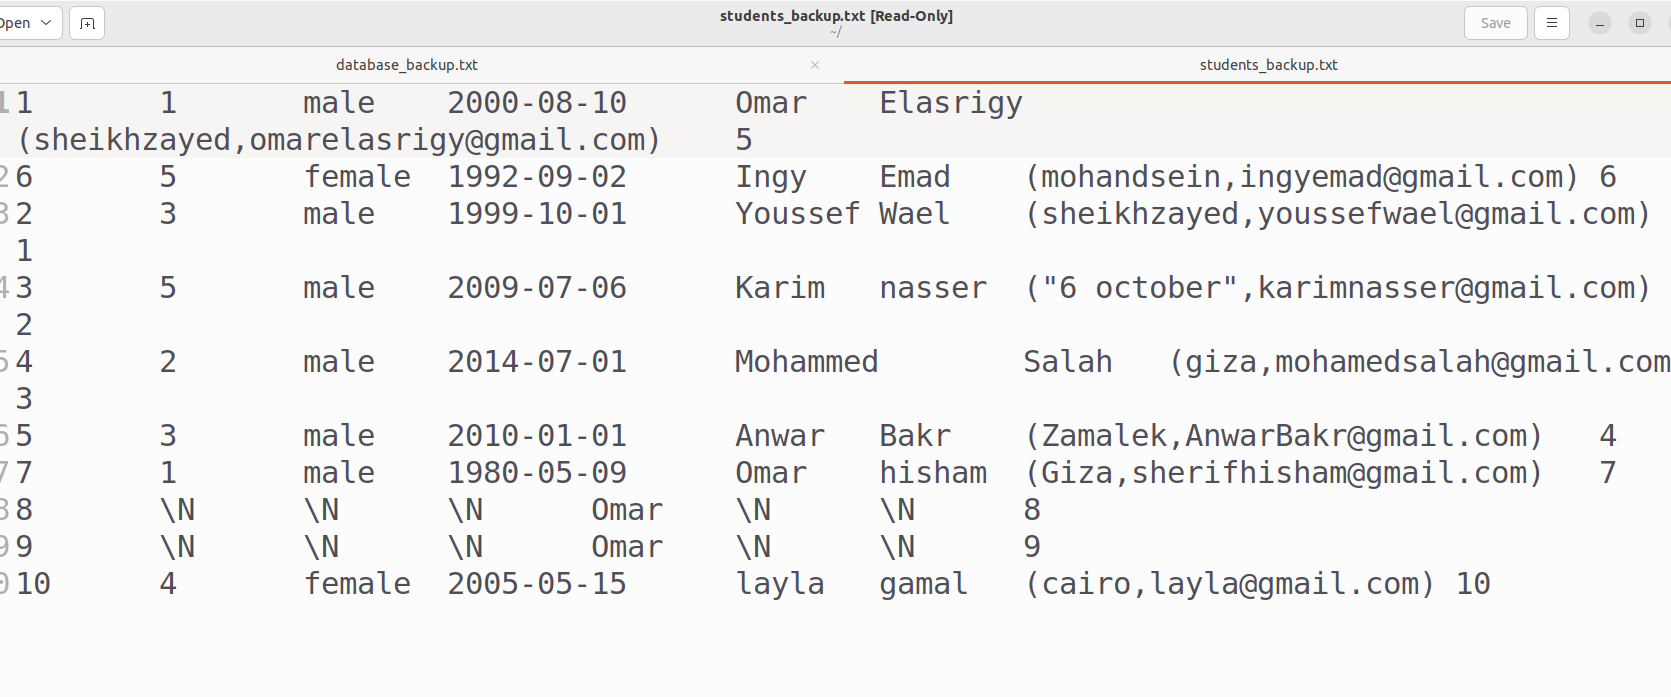 Open
students_backup.txt [Read-Only]
~/
Save
database_backup.txt
students_backup.txt
1 1 1 male 2000-08-10 Omar Elasrigy
(sheikhzayed,omarelasrigy@gmail.com) 5
2 6 5 female 1992-09-02 Ingy Emad (mohandsein,ingyemad@gmail.com) 6
3 2 3 male 1999-10-01 Youssef Wael (sheikhzayed,youssefwael@gmail.com)
1
4 3 5 male 2009-07-06 Karim nasser ("6 october",karimnasser@gmail.com)
2
5 4 2 male 2014-07-01 Mohammed Salah (giza,mohamedsalah@gmail.com
3
6 5 3 male 2010-01-01 Anwar Bakr (Zamalek,AnwarBakr@gmail.com) 4
7 7 1 male 1980-05-09 Omar hisham (Giza,sherifhisham@gmail.com) 7
8 8 \N \N \N Omar \N \N 8
9 9 \N \N \N Omar \N \N 9
0 10 4 female 2005-05-15 layla gamal (cairo,layla@gmail.com) 10